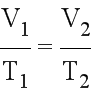 V₁/T₁ = V₂/T₂